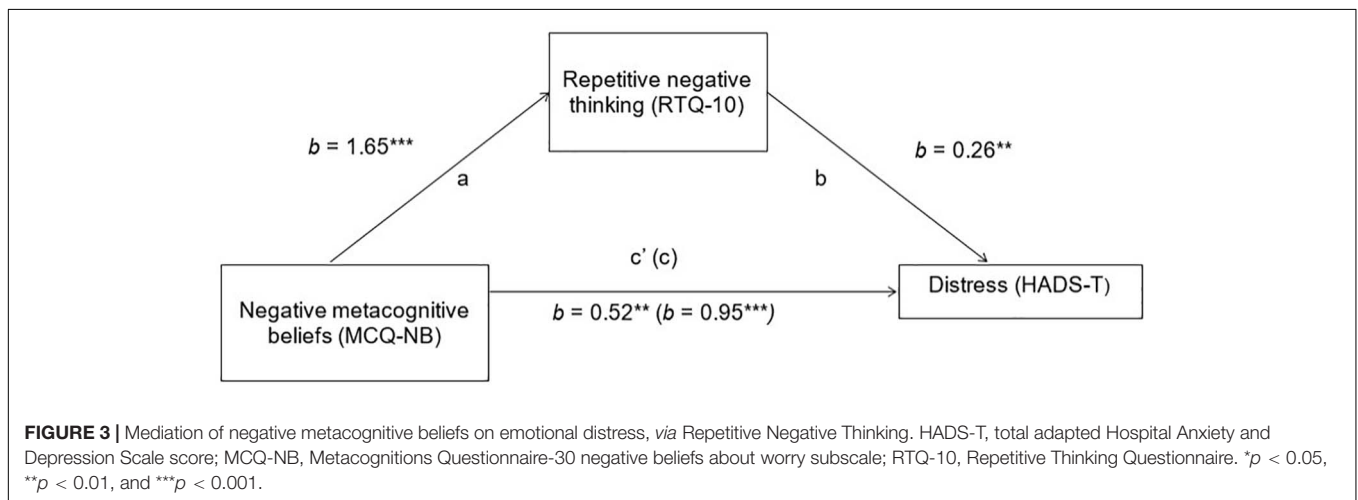 Repetitive negative
thinking (RTQ-10)
b = 1.65***
a
b = 0.26**
b
c' (c)
b = 0.52** (b = 0.95***)
Negative metacognitive
beliefs (MCQ-NB)
Distress (HADS-T)
FIGURE 3 | Mediation of negative metacognitive beliefs on emotional distress, via Repetitive Negative Thinking. HADS-T, total adapted Hospital Anxiety and
Depression Scale score; MCQ-NB, Metacognitions Questionnaire-30 negative beliefs about worry subscale; RTQ-10, Repetitive Thinking Questionnaire. *p < 0.05,
**p < 0.01, and ***p < 0.001.